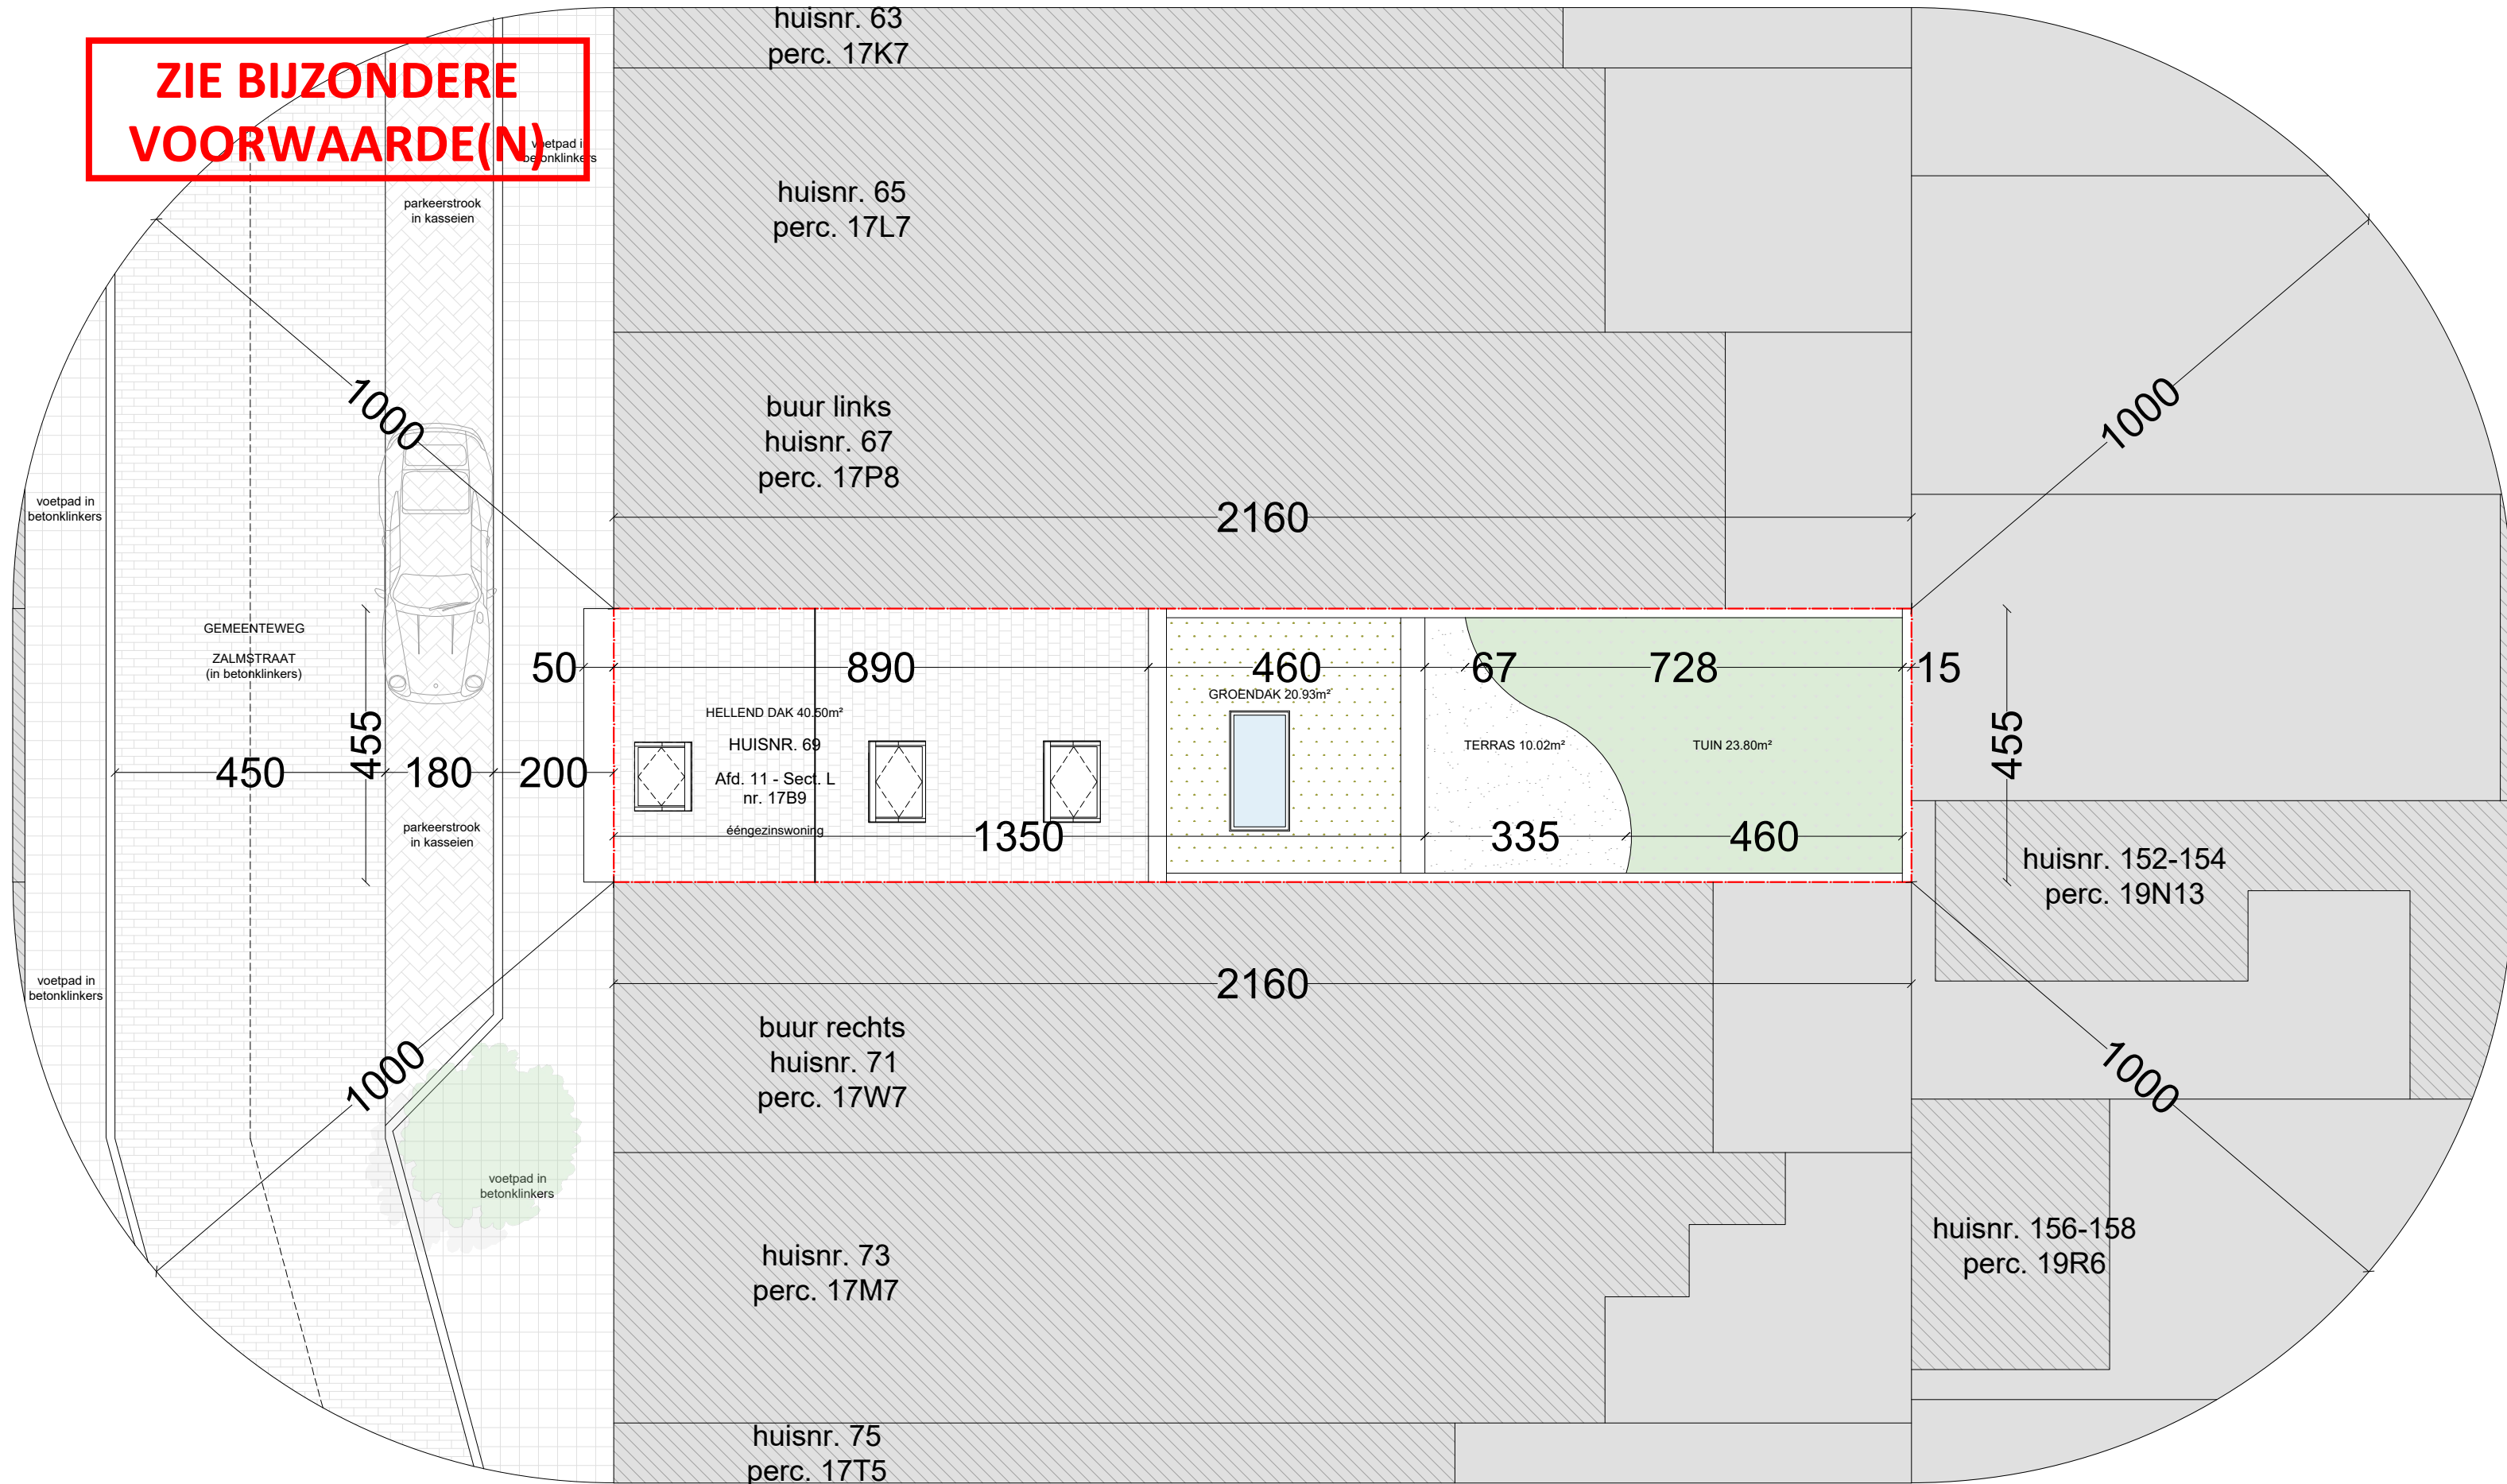 huisnr. 63
perc. 17K7
ZIE BIJZONDERE
VOORWAARDE(N)
voetpad in
betonklinkers
parkeerstrook
in kasseien
huisnr. 65
perc. 17L7
1000
1000
buur links
huisnr. 67
perc. 17P8
voetpad in
betonklinkers
2160
GEMEENTEWEG
ZALMSTRAAT
(in betonklinkers)
50
890
460
67
728
15
GROENDAK 20.93m²
HELLEND DAK 40.50m²
HUISNR. 69
Afd. 11 - Sect. L
nr. 17B9
ééngezinswoning
TERRAS 10.02m²
TUIN 23.80m²
455
455
450
180
200
parkeerstrook
in kasseien
1350
335
460
huisnr. 152-154
perc. 19N13
voetpad in
betonklinkers
2160
buur rechts
huisnr. 71
perc. 17W7
1000
1000
voetpad in
betonklinkers
huisnr. 73
perc. 17M7
huisnr. 156-158
perc. 19R6
huisnr. 75
perc. 17T5